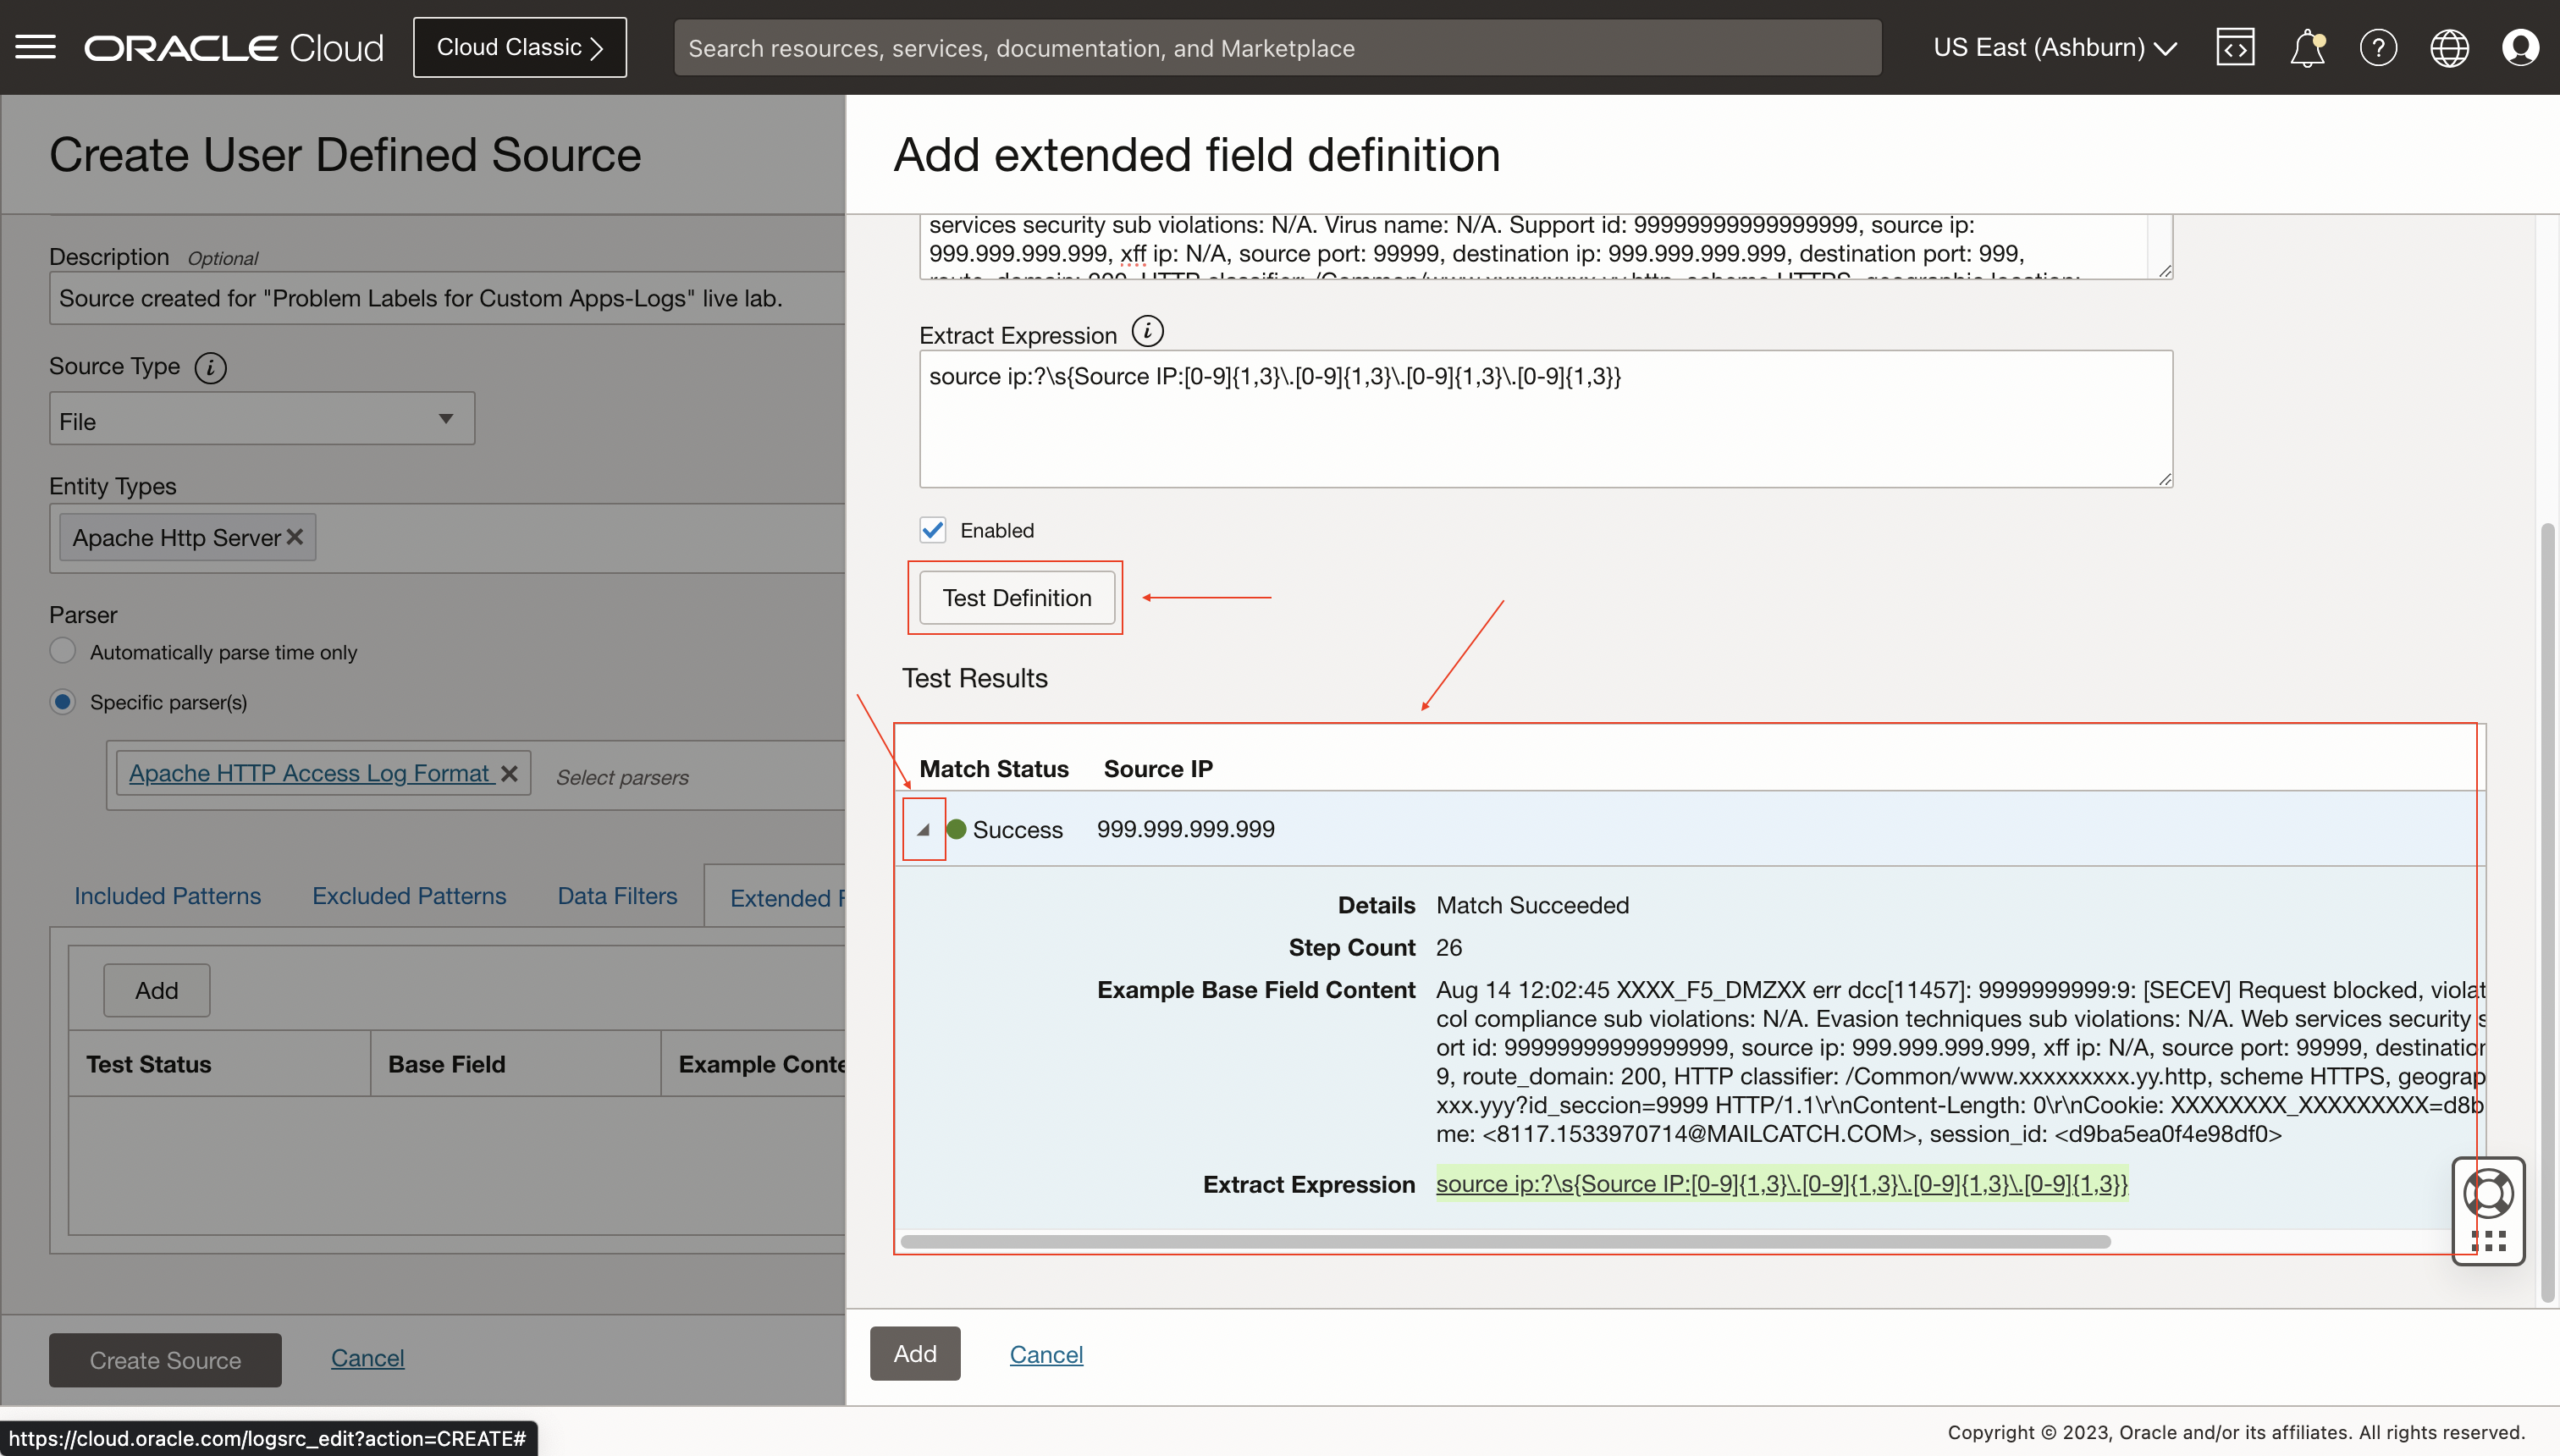 ORACLE Cloud
Cloud Classic
Search resources, services, documentation, and Marketplace
US East (Ashburn)
Create User Defined Source
Description Optional
Source created for "Problem Labels for Custom Apps-Logs" live lab.
Source Type
File
Entity Types
Apache Http Server
Parser
Automatically parse time only
Specific parser(s)
Apache HTTP Access Log Format
Select parsers
Included Patterns
Excluded Patterns
Data Filters
Extended F
Add
Test Status
Base Field
Example Conte
Create Source
Cancel
Add extended field definition
services security sub violations: N/A. Virus name: N/A. Support id: 99999999999999999, source ip:
999.999.999.999, xff ip: N/A, source port: 99999, destination ip: 999.999.999.999, destination port: 999,
Extract Expression
source ip:?\s{Source IP:[0-9]{1,3}\.[0-9]{1,3}\.[0-9]{1,3}\.[0-9]{1,3}}
Enabled
Test Definition
Test Results
Match Status
Source IP
Success
999.999.999.999
Details Match Succeeded
Step Count 26
Example Base Field Content Aug 14 12:02:45 XXXX_F5_DMZXX err dcc[11457]: 9999999999:9: [SECEV] Request blocked, violat
col compliance sub violations: N/A. Evasion techniques sub violations: N/A. Web services security s
ort id: 99999999999999999, source ip: 999.999.999.999, xff ip: N/A, source port: 99999, destination
9, route_domain: 200, HTTP classifier: /Common/www.xxxxxxxxx.yy.http, scheme HTTPS, geograp
xxx.yyy?id_seccion=9999 HTTP/1.1\r\nContent-Length: 0\r\nCookie: XXXXXXXX_XXXXXXXXX=d8b
me: <8117.1533970714@MAILCATCH.COM>, session_id: <d9ba5ea0f4e98df0>
Extract Expression source ip:?\s{Source IP:[0-9]{1,3}\.[0-9]{1,3}\.[0-9]{1,3}\.[0-9]{1,3}}
Add
Cancel
https://cloud.oracle.com/logsrc_edit?action=CREATE#
Copyright © 2023, Oracle and/or its affiliates. All rights reserved.